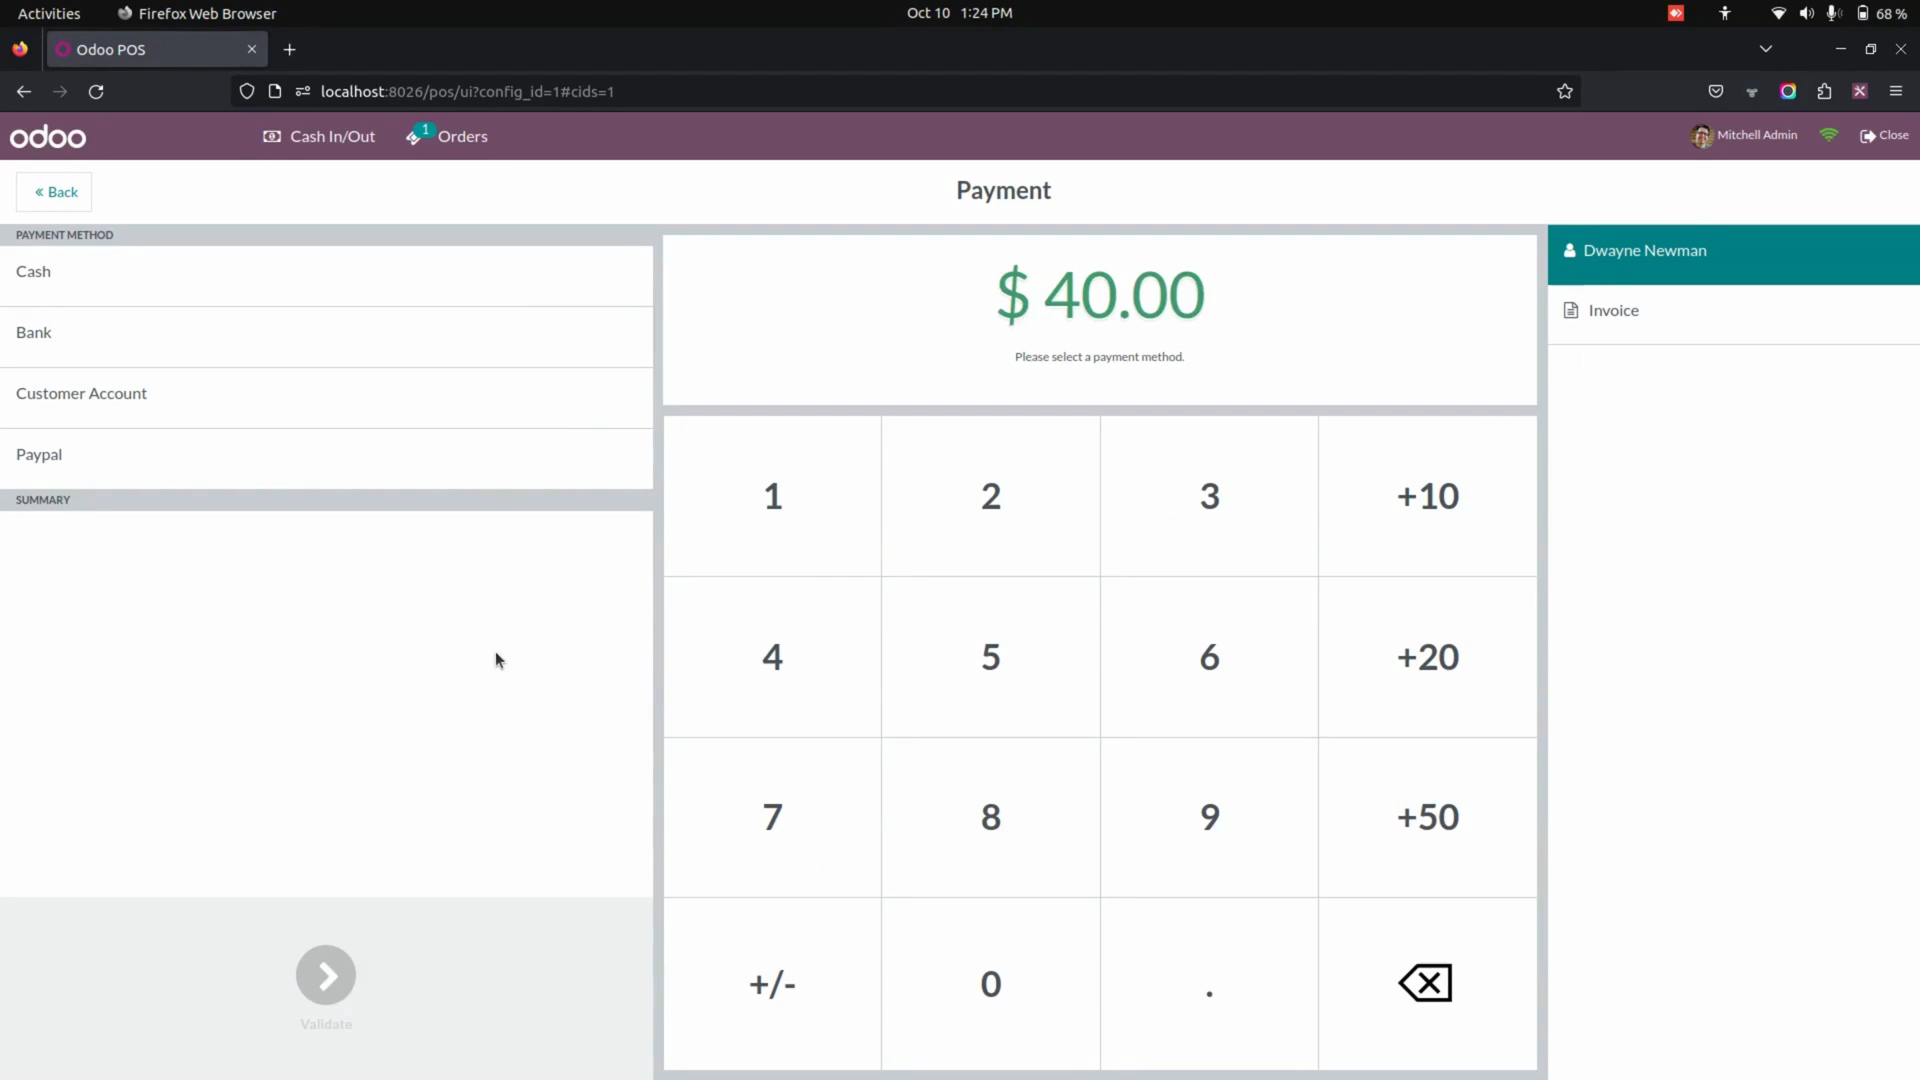 Activities Firefox Web Browser Oct 10 1:24 PM 68 %
Odoo POS
localhost:8026/pos/ui?config_id=1#cids=1
odoo Cash In/Out 1 Orders Mitchell Admin Close
« Back Payment
PAYMENT METHOD
Cash
Bank
Customer Account
Paypal
SUMMARY
Validate
$ 40.00
Please select a payment method.
1 2 3 +10
4 5 6 +20
7 8 9 +50
+/- 0 .
Dwayne Newman
Invoice